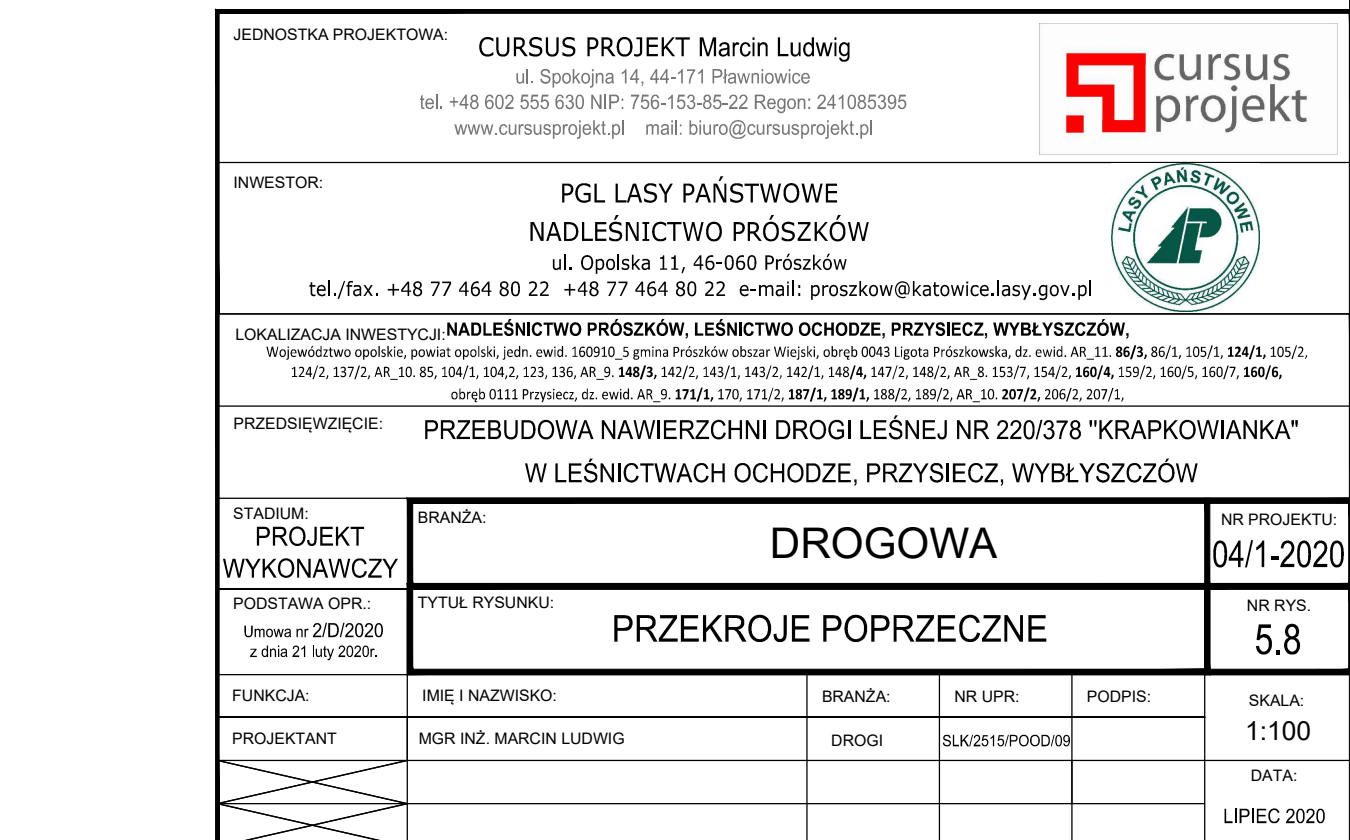 JEDNOSTKA PROJEKTOWA:
CURSUS PROJEKT Marcin Ludwig
ul. Spokojna 14, 44-171 Pławniowice
tel. +48 602 555 630 NIP: 756-153-85-22 Regon: 241085395
www.cursusprojekt.pl mail: biuro@cursusprojekt.pl
cursus
projekt
INWESTOR:
PGL LASY PAŃSTWOWE
NADLEŚNICTWO PRÓSZKÓW
ul. Opolska 11, 46-060 Prószków
tel./fax. +48 77 464 80 22 +48 77 464 80 22 e-mail: proszkow@katowice.lasy.gov.pl
LASY PAŃSTWOWE
LP
LOKALIZACJA INWESTYCJI: NADLEŚNICTWO PRÓSZKÓW, LEŚNICTWO OCHODZE, PRZYSIECZ, WYBŁYSZCZÓW,
Województwo opolskie, powiat opolski, jedn. ewid. 160910_5 gmina Prószków obszar Wiejski, obręb 0043 Ligota Prószkowska, dz. ewid. AR_11. 86/3, 86/1, 105/1, 124/1, 105/2,
124/2, 137/2, AR_10. 85, 104/1, 104,2, 123, 136, AR_9. 148/3, 142/2, 143/1, 143/2, 142/1, 148/4, 147/2, 148/2, AR_8. 153/7, 154/2, 160/4, 159/2, 160/5, 160/7, 160/6,
obręb 0111 Przysiecz, dz. ewid. AR_9. 171/1, 170, 171/2, 187/1, 189/1, 188/2, 189/2, AR_10. 207/2, 206/2, 207/1,
PRZEDSIĘWZIĘCIE:
PRZEBUDOWA NAWIERZCHNI DROGI LEŚNEJ NR 220/378 "KRAPKOWIANKA"
W LEŚNICTWACH OCHODZE, PRZYSIECZ, WYBŁYSZCZÓW
STADIUM:
PROJEKT
WYKONAWCZY
BRANŻA:
DROGOWA
NR PROJEKTU:
04/1-2020
PODSTAWA OPR.:
Umowa nr 2/D/2020
z dnia 21 luty 2020r.
TYTUŁ RYSUNKU:
PRZEKROJE POPRZECZNE
NR RYS.
5.8
FUNKCJA: IMIĘ I NAZWISKO: BRANŻA: NR UPR: PODPIS:
SKALA:
1:100
PROJEKTANT MGR INŻ. MARCIN LUDWIG DROGI SLK/2515/POOD/09
DATA:
LIPIEC 2020